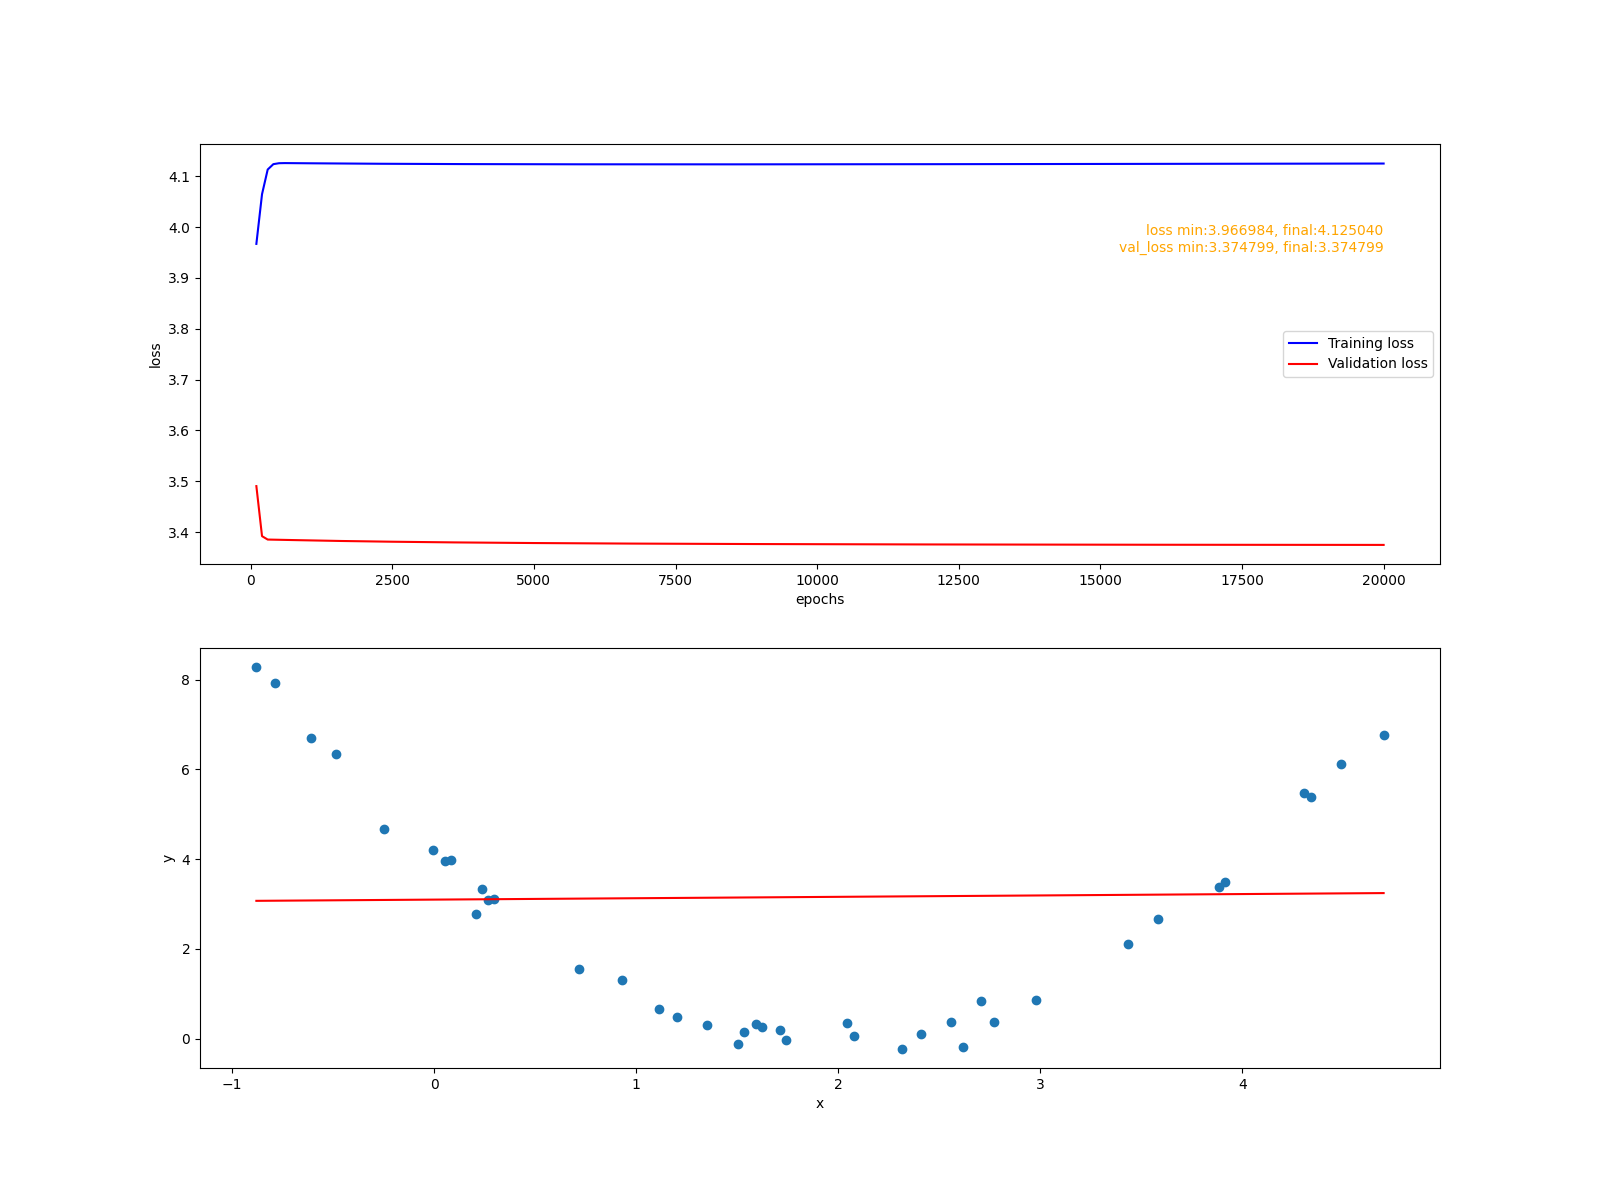 4.1
4.0
3.9
3.8
3.7
3.6
3.5
3.4
loss
loss min:3.966984, final:4.125040
val_loss min:3.374799, final:3.374799
Training loss
Validation loss
0 2500 5000 7500 10000 12500 15000 17500 20000
epochs
8
6
4
2
0
y
−1 0 1 2 3 4
x